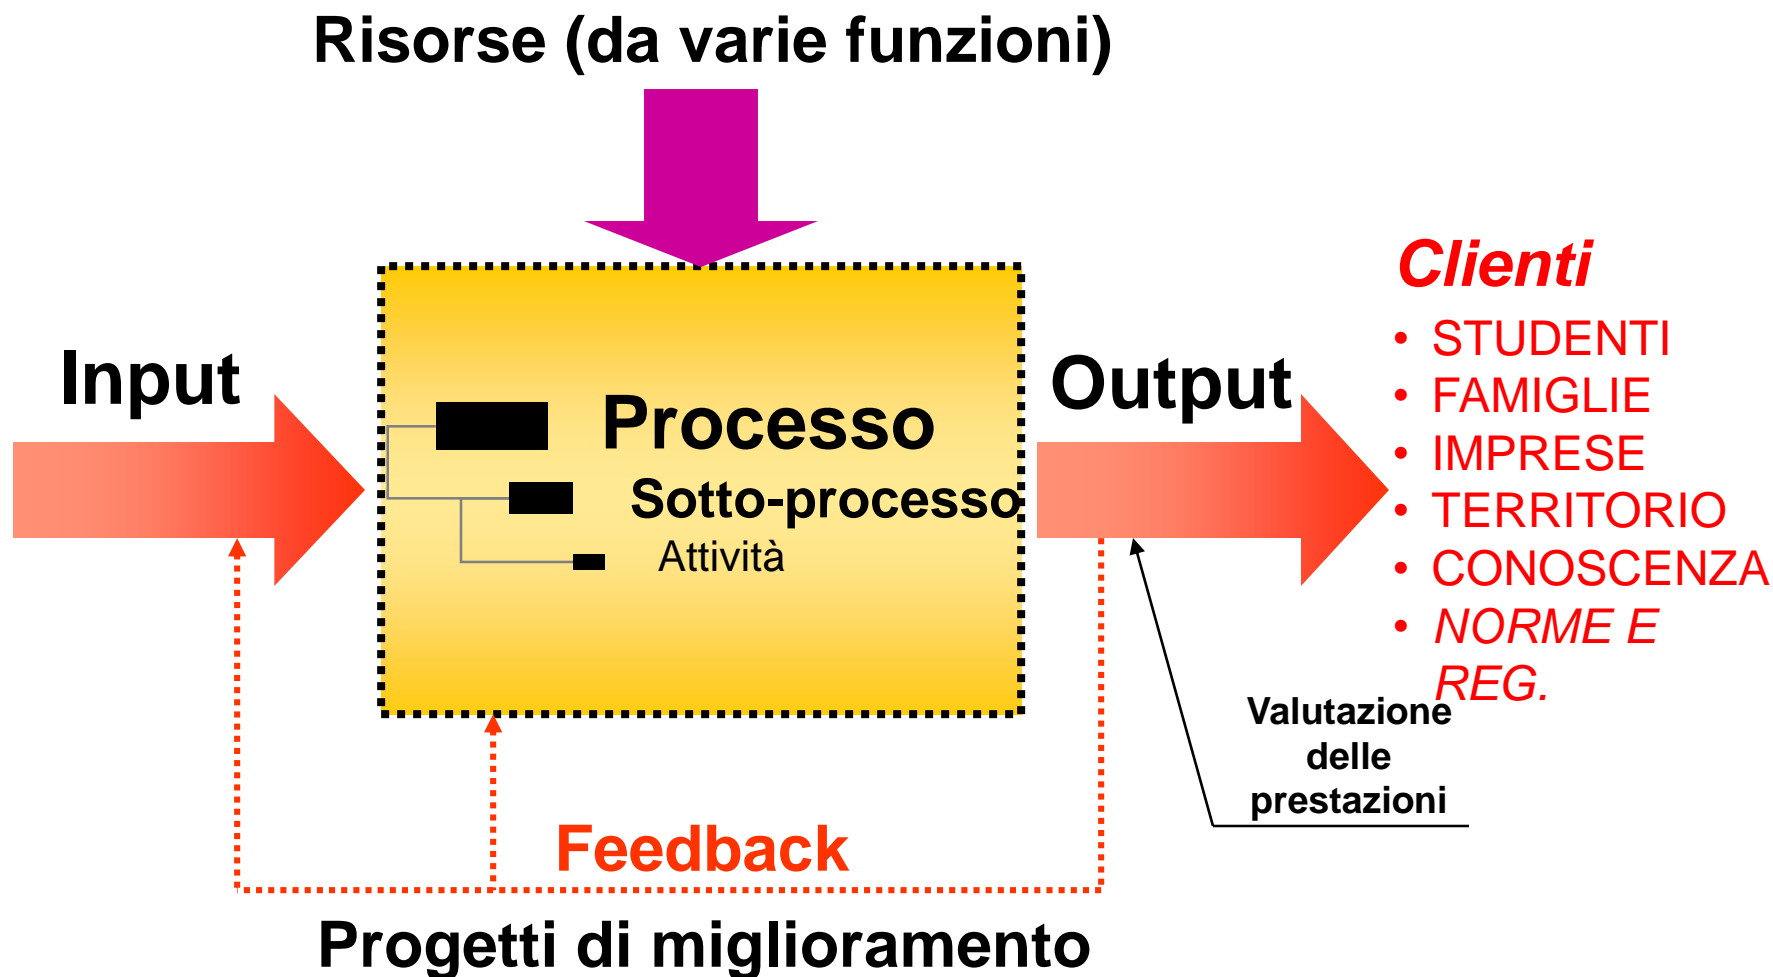 Risorse (da varie funzioni)
Input
Processo
Sotto-processo
Attività
Output
Clienti
• STUDENTI
• FAMIGLIE
• IMPRESE
• TERRITORIO
• CONOSCENZA
• NORME E
REG.
Valutazione
delle
prestazioni
Feedback
Progetti di miglioramento